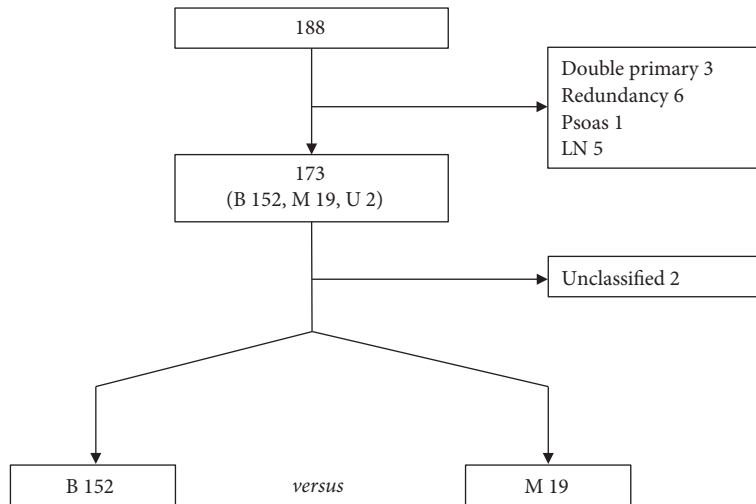 188
Double primary 3
Redundancy 6
Psoas 1
LN 5
173
(B 152, M 19, U 2)
Unclassified 2
B 152
versus
M 19